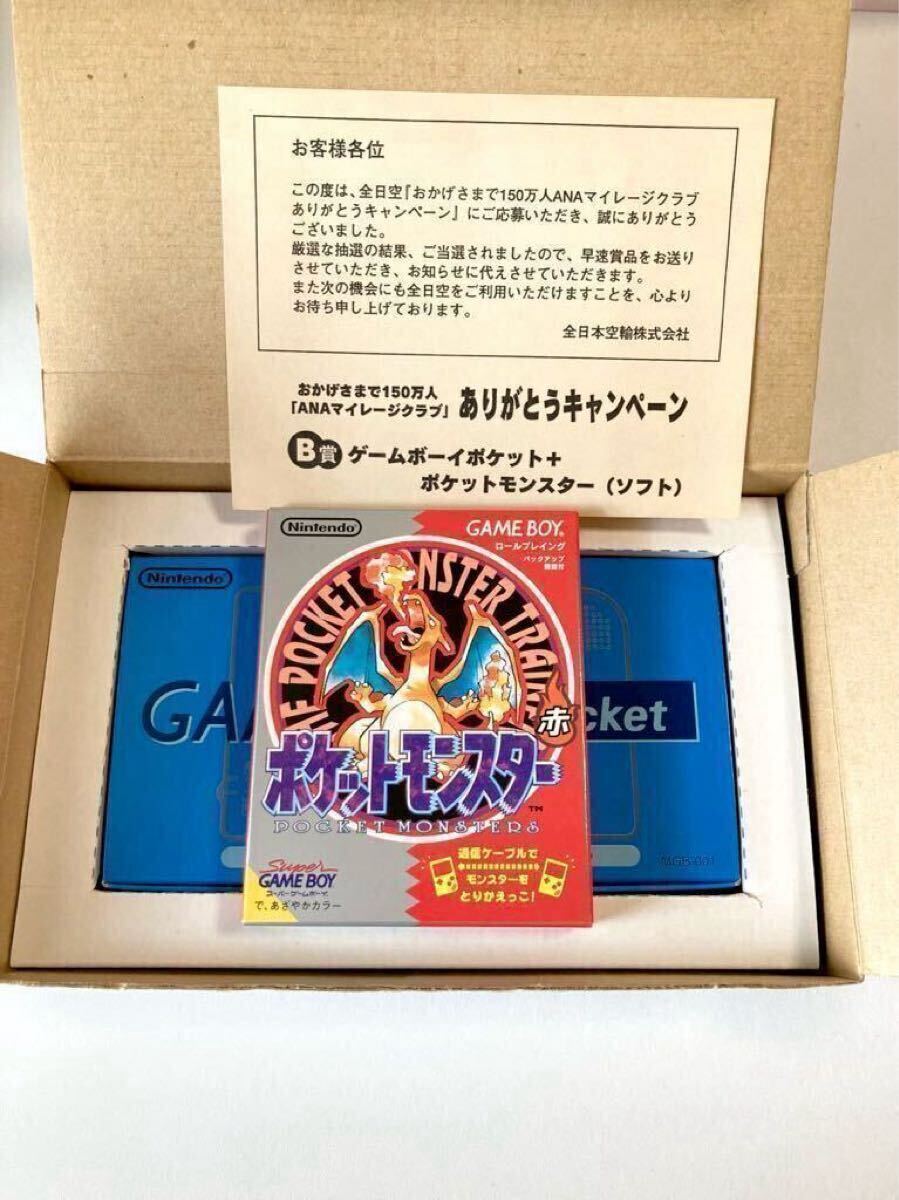 お客様各位
この度は、全日空『おかげさまで150万人ANAマイレージクラブ
ありがとうキャンペーン』にご応募いただき、誠にありがとう
ございました。
厳選な抽選の結果、ご当選されましたので、早速賞品をお送り
させていただき、お知らせに代えさせていただきます。
また次の機会にも全日空をご利用いただけますことを、心より
お待ち申し上げております。
全日本空輸株式会社
おかげさまで150万人
「ANAマイレージクラブ」 ありがとうキャンペーン
B賞 ゲームボーイポケット＋
ポケットモンスター（ソフト）
Nintendo
GAME BOY
ロールプレイング
バックアップ
機能付
POCKET MONSTER
赤
ポケットモンスター
TM
POCKET MONSTERS
Super
GAME BOY
スーパーゲームボーイ
で、あざやかカラー
通信ケーブルで
モンスターを
とりかえっこ！
Nintendo
GA
cket
MGB-001